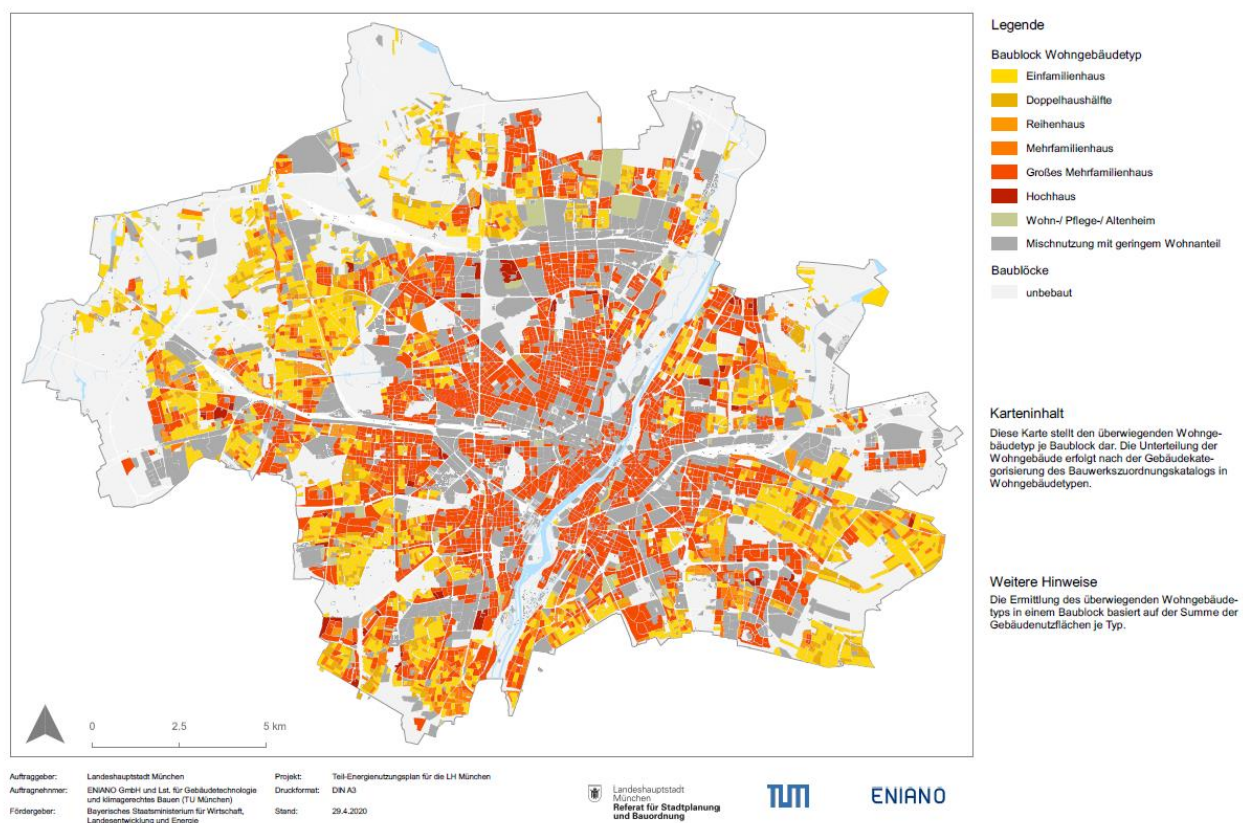 Legende
Baublock Wohngebäudetyp
Einfamilienhaus
Doppelhaushälfte
Reihenhaus
Mehrfamilienhaus
Großes Mehrfamilienhaus
Hochhaus
Wohn-/ Pflege-/ Altenheim
Mischnutzung mit geringem Wohnanteil
Baublöcke
unbebaut
Karteninhalt
Diese Karte stellt den überwiegenden Wohnge-
bäudetyp je Baublock dar. Die Unterteilung der
Wohngebäude erfolgt nach der Gebäudekate-
gorisierung des Bauwerkszuordnungskatalogs in
Wohngebäudetypen.
Weitere Hinweise
Die Ermittlung des überwiegenden Wohngebäude-
typs in einem Baublock basiert auf der Summe der
Gebäudenutzflächen je Typ.
0 2.5 5 km
Auftraggeber: Landeshauptstadt München Projekt: Teil-Energienutzungsplan für die LH München
Auftragnehmer: ENIANO GmbH und Lst. für Gebäudetechnologie Druckformat: DIN A3
und klimagerechtes Bauen (TU München)
Fördergeber: Bayerisches Staatsministerium für Wirtschaft, Stand: 29.4.2020
Landesentwicklung und Energie
Landeshauptstadt
München
Referat für Stadtplanung
und Bauordnung
TUM
ENIANO